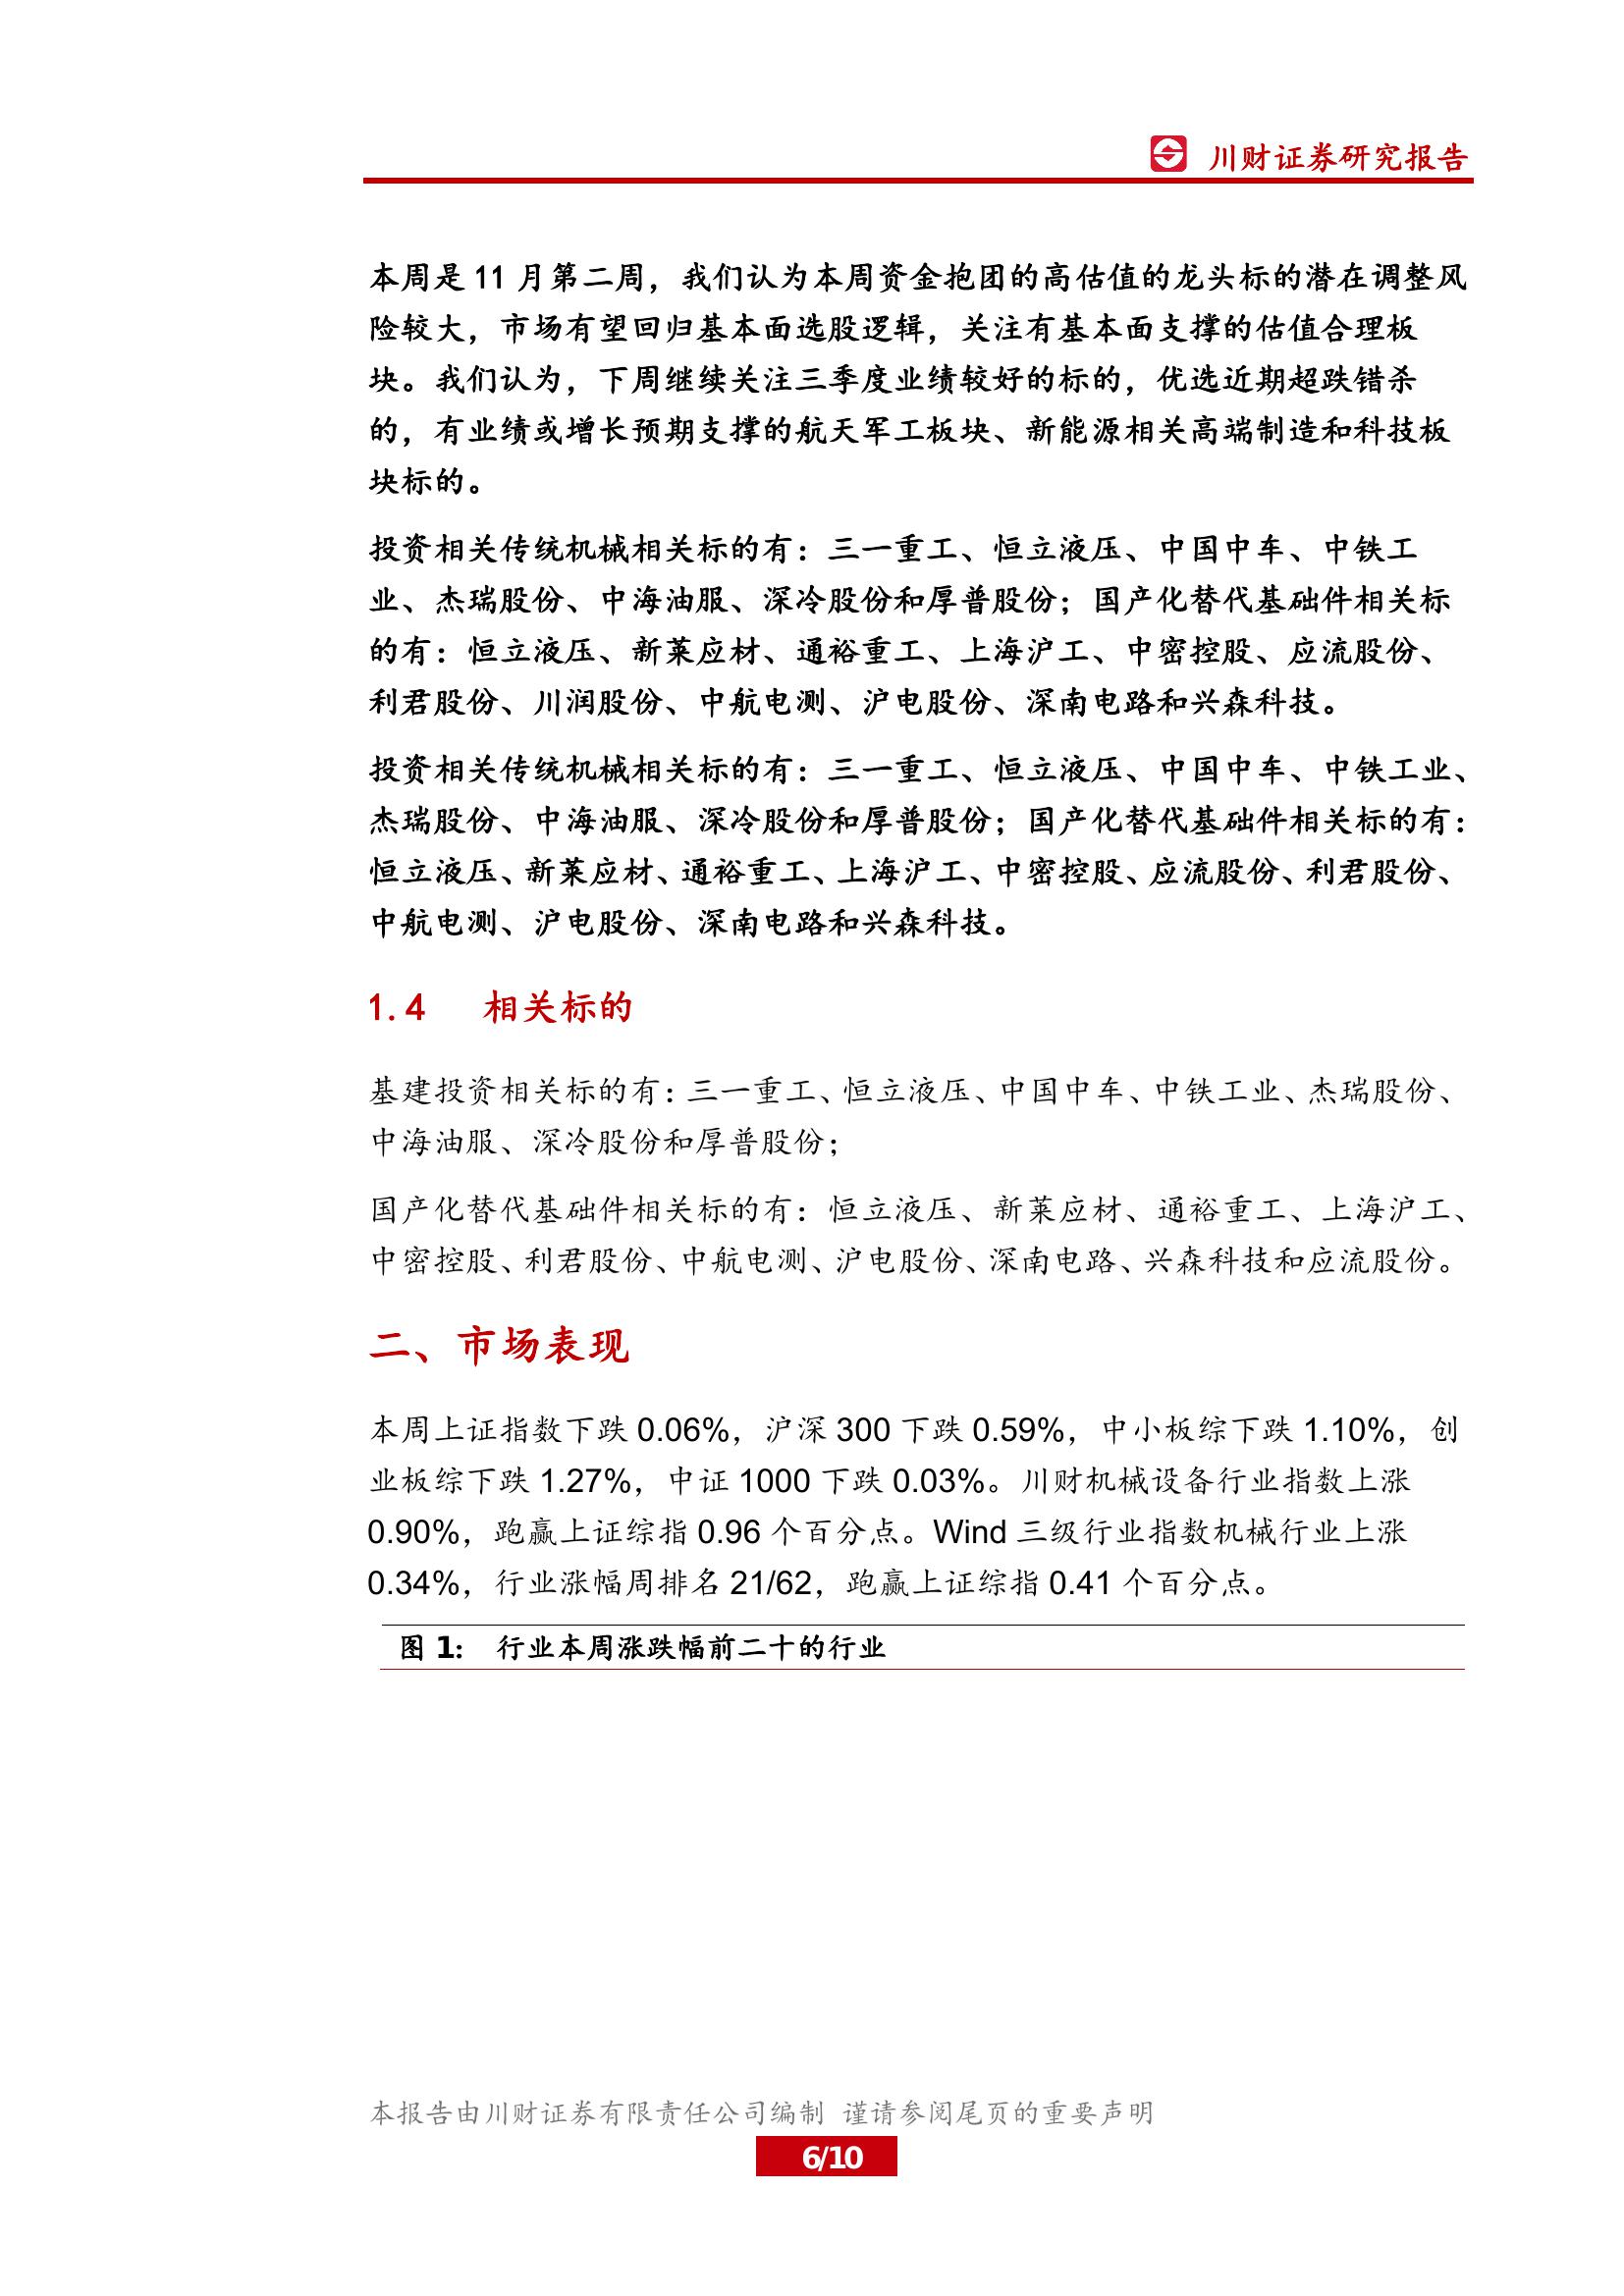 川财证券研究报告
本周是 11 月第二周，我们认为本周资金抱团的高估值的龙头标的潜在调整风
险较大，市场有望回归基本面选股逻辑，关注有基本面支撑的估值合理板
块。我们认为，下周继续关注三季度业绩较好的标的，优选近期超跌错杀
的，有业绩或增长预期支撑的航天军工板块、新能源相关高端制造和科技板
块标的。
投资相关传统机械相关标的有：三一重工、恒立液压、中国中车、中铁工
业、杰瑞股份、中海油服、深冷股份和厚普股份；国产化替代基础件相关标
的有：恒立液压、新莱应材、通裕重工、上海沪工、中密控股、应流股份、
利君股份、川润股份、中航电测、沪电股份、深南电路和兴森科技。
投资相关传统机械相关标的有：三一重工、恒立液压、中国中车、中铁工业、
杰瑞股份、中海油服、深冷股份和厚普股份；国产化替代基础件相关标的有：
恒立液压、新莱应材、通裕重工、上海沪工、中密控股、应流股份、利君股份、
中航电测、沪电股份、深南电路和兴森科技。
1.4 相关标的
基建投资相关标的有：三一重工、恒立液压、中国中车、中铁工业、杰瑞股份、
中海油服、深冷股份和厚普股份；
国产化替代基础件相关标的有：恒立液压、新莱应材、通裕重工、上海沪工、
中密控股、利君股份、中航电测、沪电股份、深南电路、兴森科技和应流股份。
二、市场表现
本周上证指数下跌 0.06%，沪深 300 下跌 0.59%，中小板综下跌 1.10%，创
业板综下跌 1.27%，中证 1000 下跌 0.03%。川财机械设备行业指数上涨
0.90%，跑赢上证综指 0.96 个百分点。Wind 三级行业指数机械行业上涨
0.34%，行业涨幅周排名 21/62，跑赢上证综指 0.41 个百分点。
图 1： 行业本周涨跌幅前二十的行业
本报告由川财证券有限责任公司编制 谨请参阅尾页的重要声明
6/10